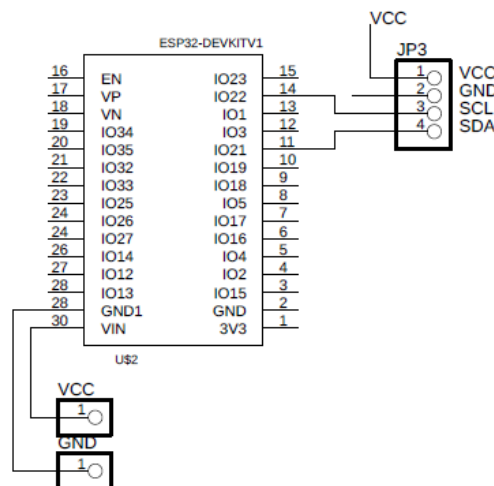 VCC
ESP32-DEVKITV1
JP3
16 EN IO23 15
17 VP IO22 14
18 VN IO1 13
19 IO34 IO3 12
20 IO35 IO21 11
21 IO32 IO19 10
22 IO33 IO18 9
23 IO25 IO5 8
24 IO26 IO17 7
24 IO27 IO16 6
26 IO14 IO4 5
27 IO12 IO2 4
28 IO13 IO15 3
28 GND1 GND 2
30 VIN 3V3 1
1 VCC
2 GND
3 SCL
4 SDA
U$2
VCC
1
GND
1